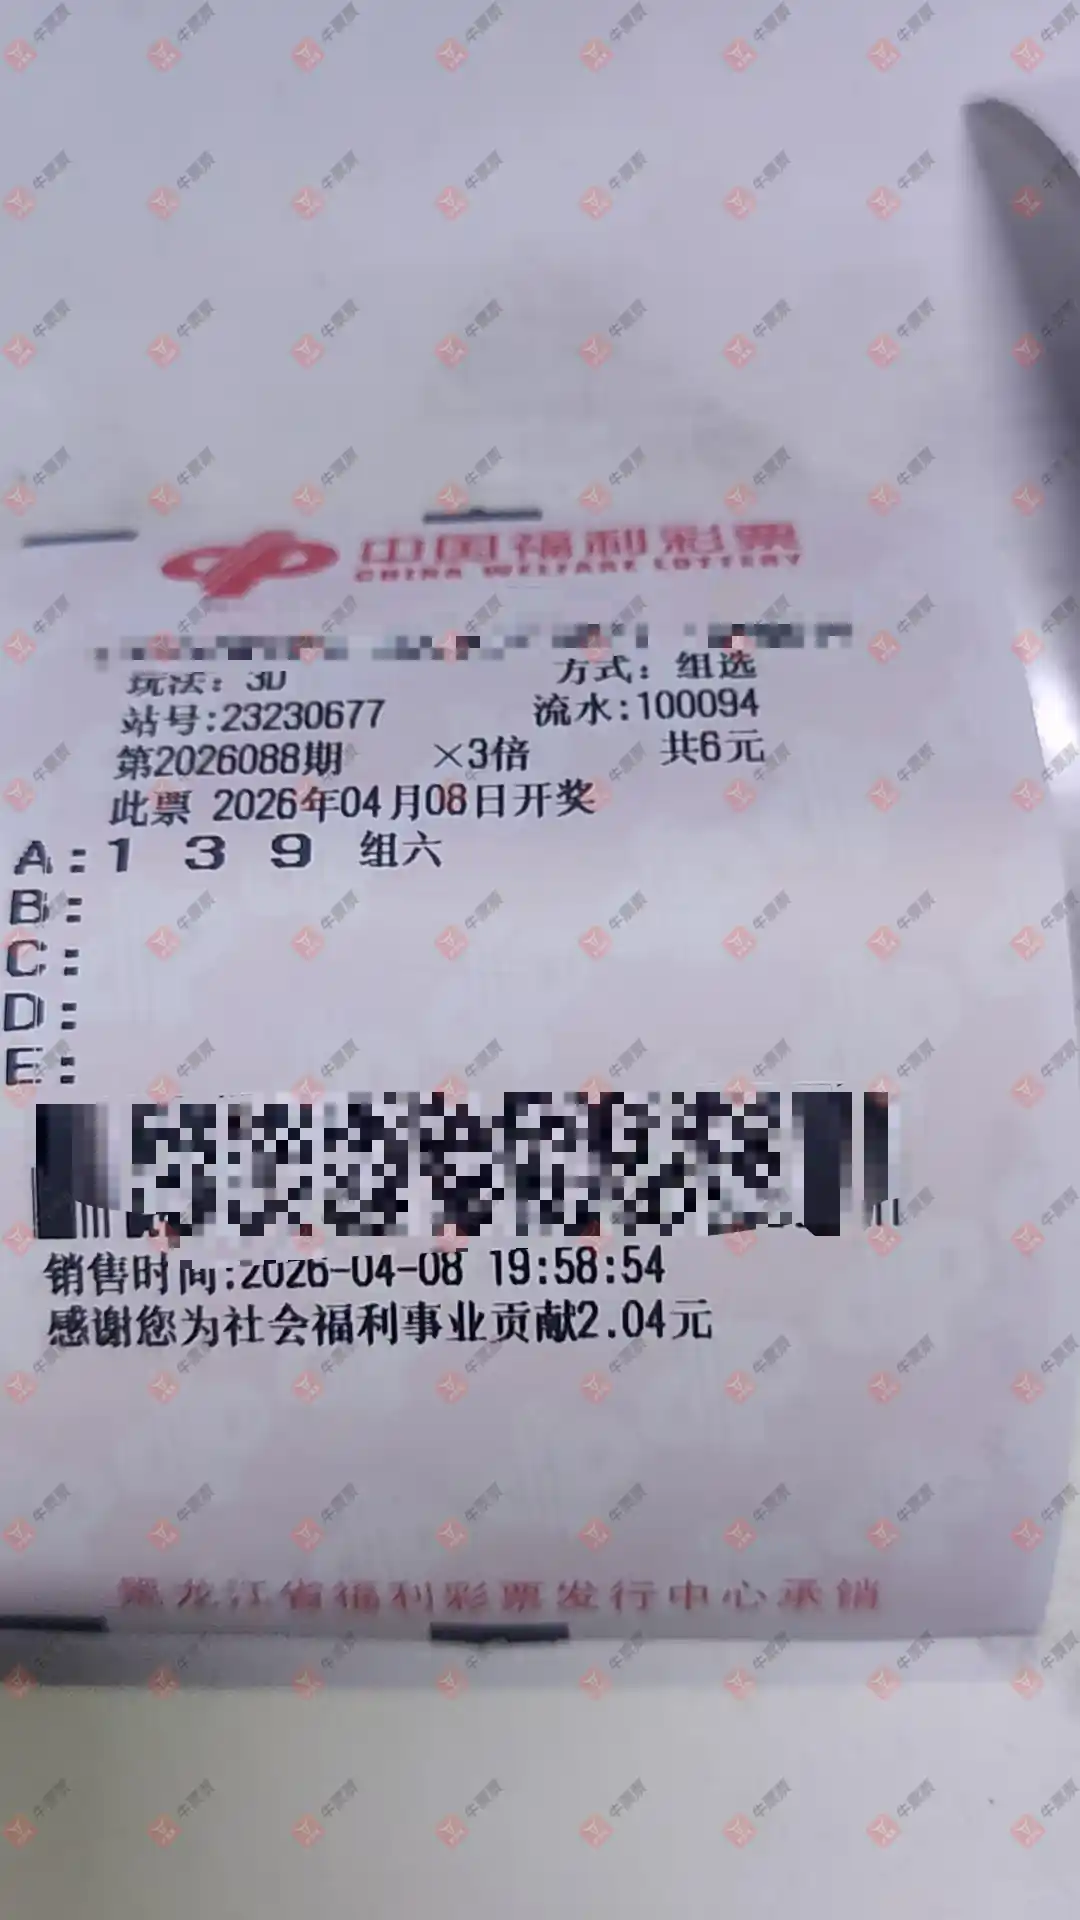 中国福利彩票
CHINA WELFARE LOTTERY
玩法：3D 方式：组选
站号:23230677 流水:100094
第2026088期 ×3倍 共6元
此票 2026年04月08日开奖
A:1 3 9 组六
B:
C:
D:
E:
销售时间:2026-04-08 19:58:54
感谢您为社会福利事业贡献2.04元
黑龙江省福利彩票发行中心承销
牛票票